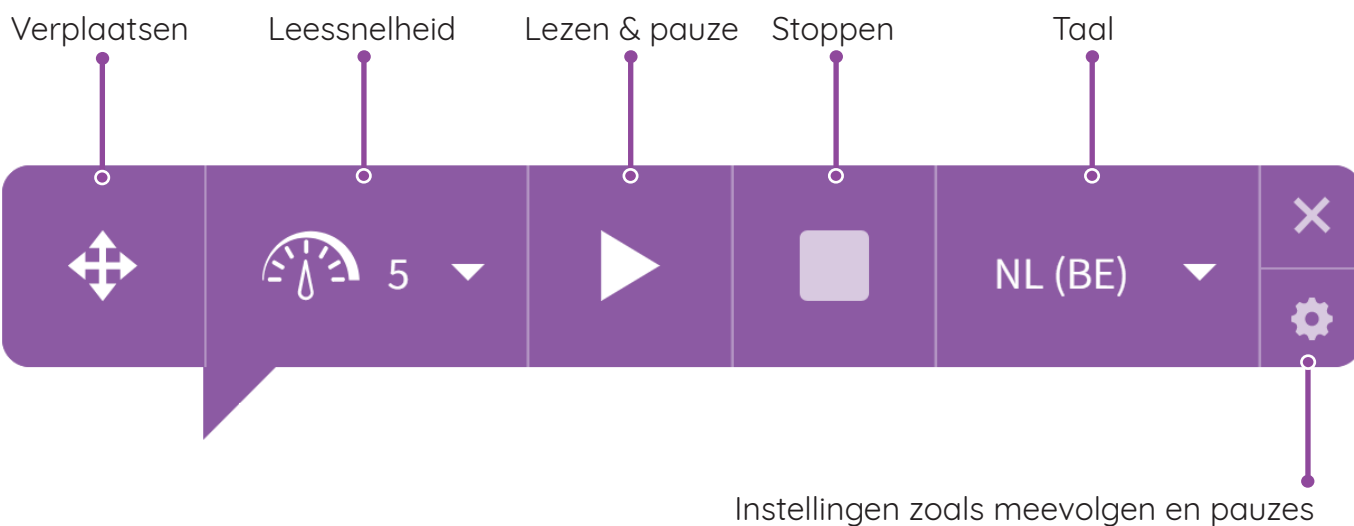 Verplaatsen
Leessnelheid
Lezen & pauze
Stoppen
Taal
5
NL (BE)
Instellingen zoals meevolgen en pauzes